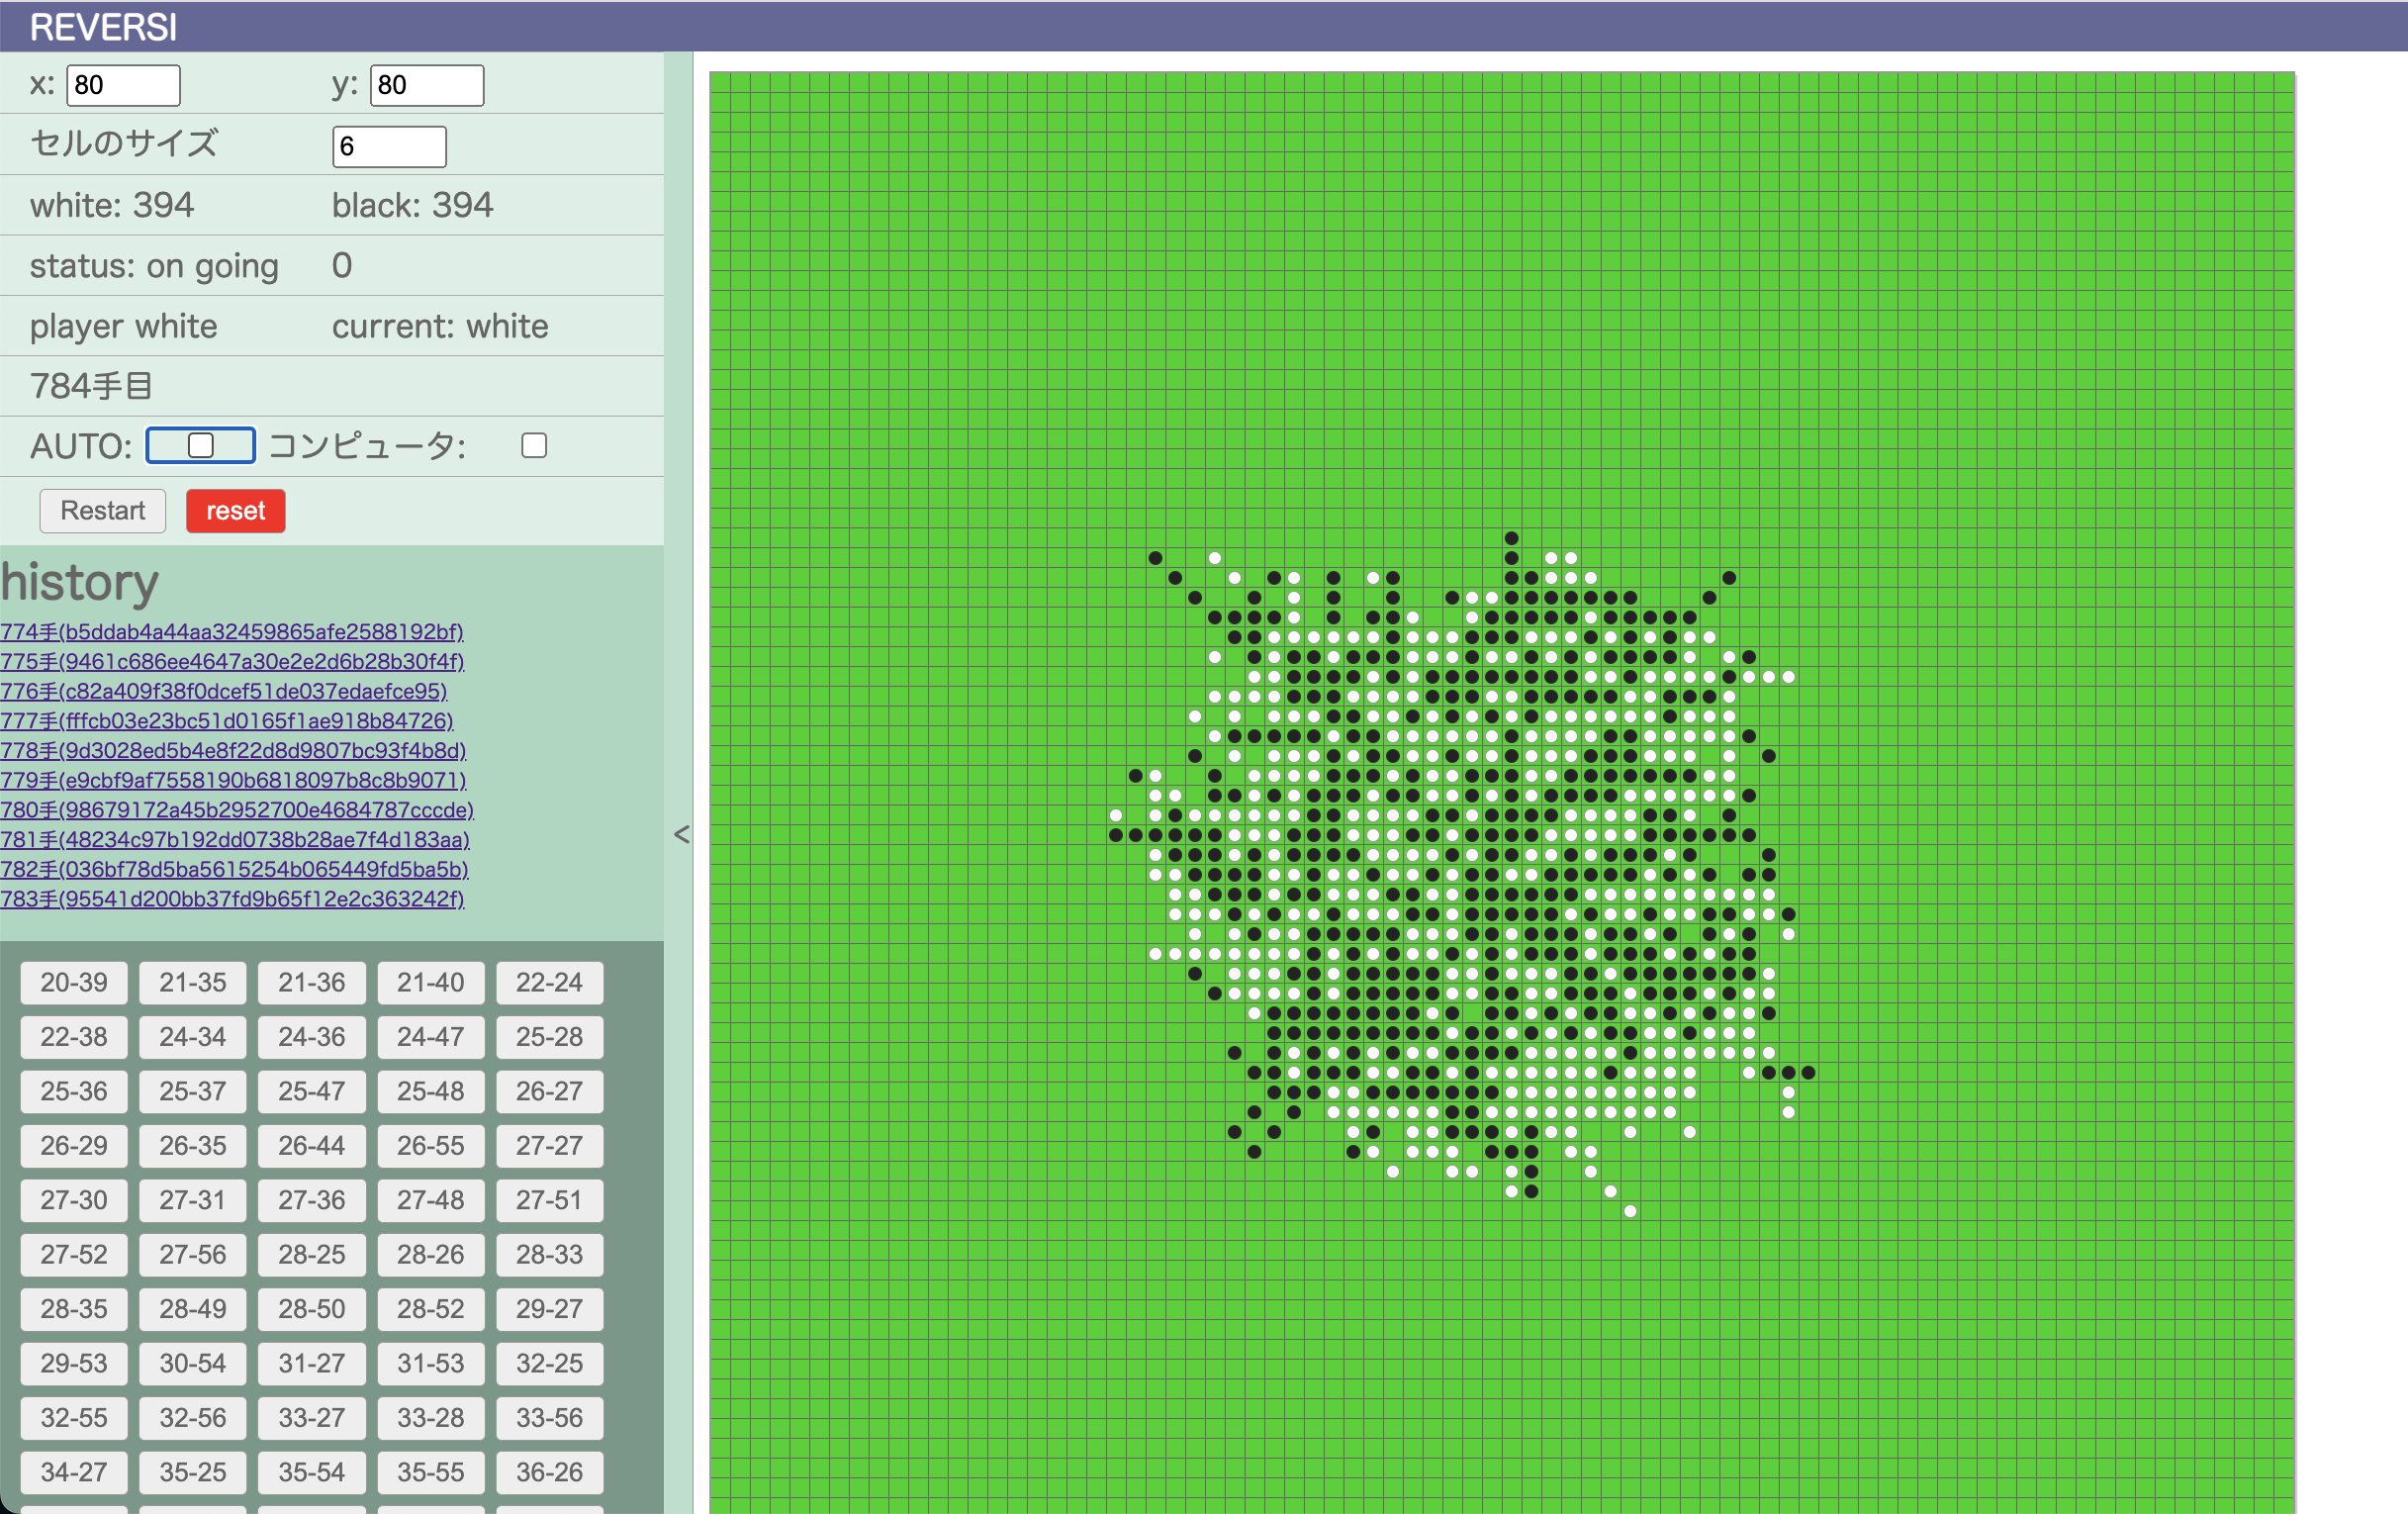 REVERSI
x: 80 y: 80
セルのサイズ 6
white: 394 black: 394
status: on going 0
player white current: white
784手目
AUTO: コンピュータ:
Restart reset
history
774手(b5ddab4a44aa32459865afe2588192bf)
775手(9461c686ee4647a30e2e2d6b28b30f4f)
776手(c82a409f38f0dcef51de037edaefce95)
777手(fffcb03e23bc51d0165f1ae918b84726)
778手(9d3028ed5b4e8f22d8d9807bc93f4b8d)
779手(e9cbf9af7558190b6818097b8c8b9071)
780手(98679172a45b2952700e4684787cccde)
781手(48234c97b192dd0738b28ae7f4d183aa)
782手(036bf78d5ba5615254b065449fd5ba5b)
783手(95541d200bb37fd9b65f12e2c363242f)
<
20-39 21-35 21-36 21-40 22-24
22-38 24-34 24-36 24-47 25-28
25-36 25-37 25-47 25-48 26-27
26-29 26-35 26-44 26-55 27-27
27-30 27-31 27-36 27-48 27-51
27-52 27-56 28-25 28-26 28-33
28-35 28-49 28-50 28-52 29-27
29-53 30-54 31-27 31-53 32-25
32-55 32-56 33-27 33-28 33-56
34-27 35-25 35-54 35-55 36-26